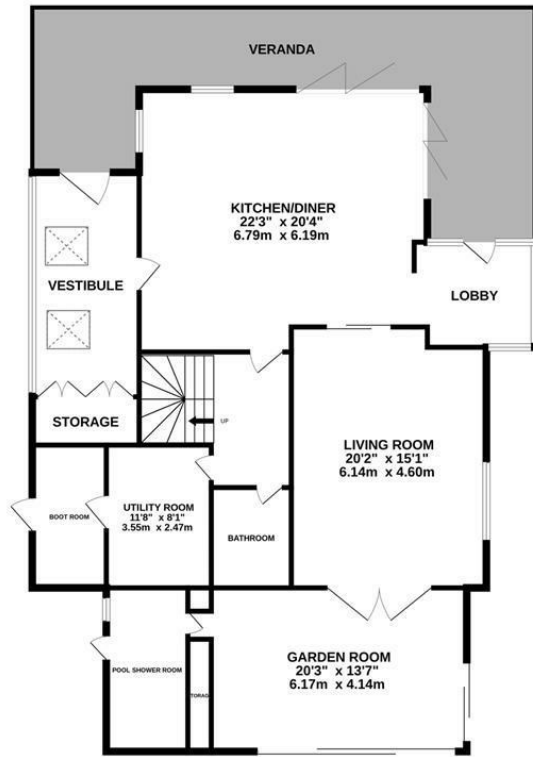 VERANDA
KITCHEN/DINER
22'3" x 20'4"
6.79m x 6.19m
VESTIBULE
LOBBY
STORAGE
UP
LIVING ROOM
20'2" x 15'1"
6.14m x 4.60m
UTILITY ROOM
11'8" x 8'1"
3.55m x 2.47m
BOOT ROOM
BATHROOM
POOL SHOWER ROOM
GARDEN ROOM
20'3" x 13'7"
6.17m x 4.14m
TORAG